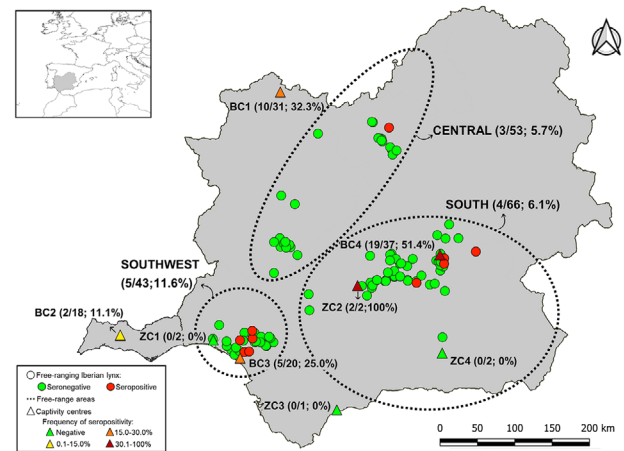 BC1 (10/31; 32.3%)
CENTRAL (3/53; 5.7%)
SOUTH (4/66; 6.1%)
BC4 (19/37; 51.4%)
SOUTHWEST
(5/43;11.6%)
ZC2 (2/2;100%)
BC2 (2/18; 11.1%)
ZC1 (0/2; 0%)
BC3 (5/20; 25.0%)
ZC4 (0/2; 0%)
ZC3 (0/1; 0%)
Free-ranging Iberian lynx:
Seronegative
Seropositive
Free-range areas
Captivity centres
Frequency of seropositivity:
Negative
15.0-30.0%
0.1-15.0%
30.1-100%
0 50 100 150 200 km